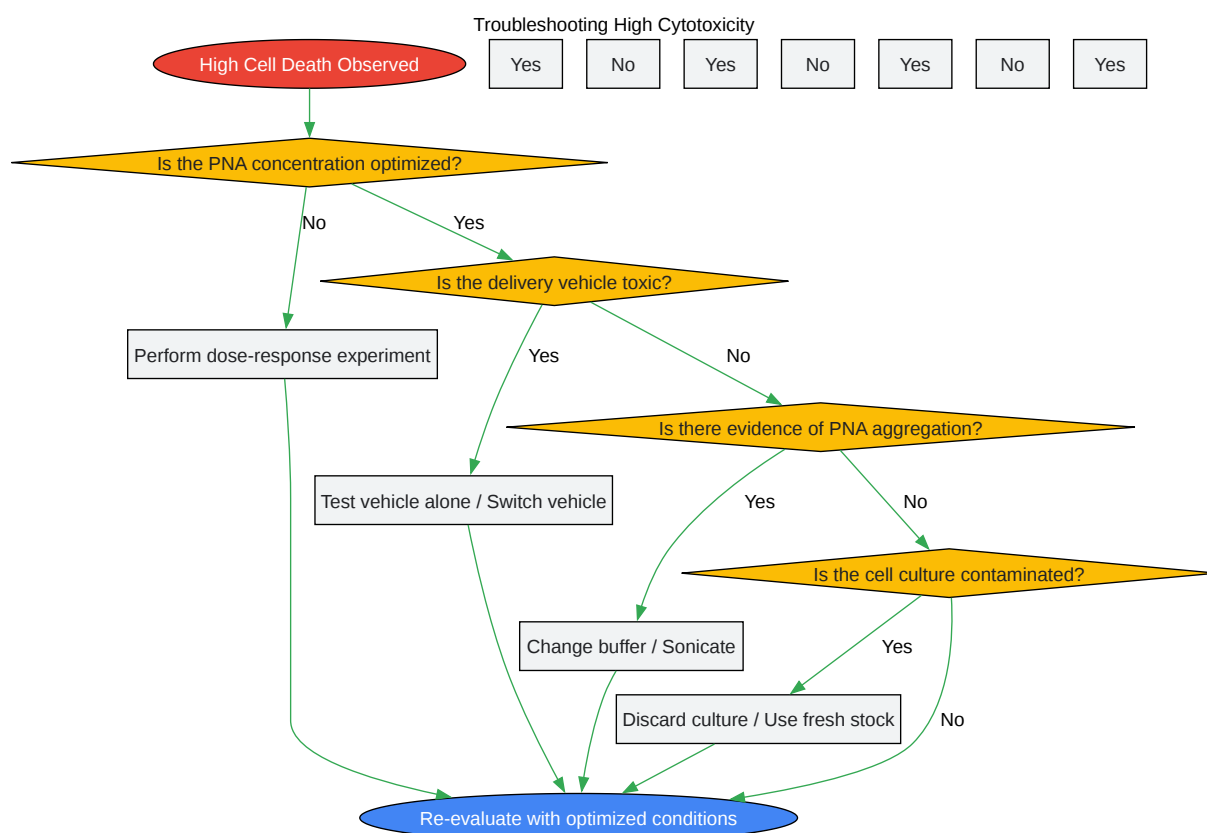 Troubleshooting High Cytotoxicity
High Cell Death Observed
Yes
No
Yes
No
Yes
No
Yes
Is the PNA concentration optimized?
No
Yes
Is the delivery vehicle toxic?
Perform dose-response experiment
Yes
No
Is there evidence of PNA aggregation?
Test vehicle alone / Switch vehicle
Yes
No
Is the cell culture contaminated?
Change buffer / Sonicate
Yes
Discard culture / Use fresh stock
No
Re-evaluate with optimized conditions